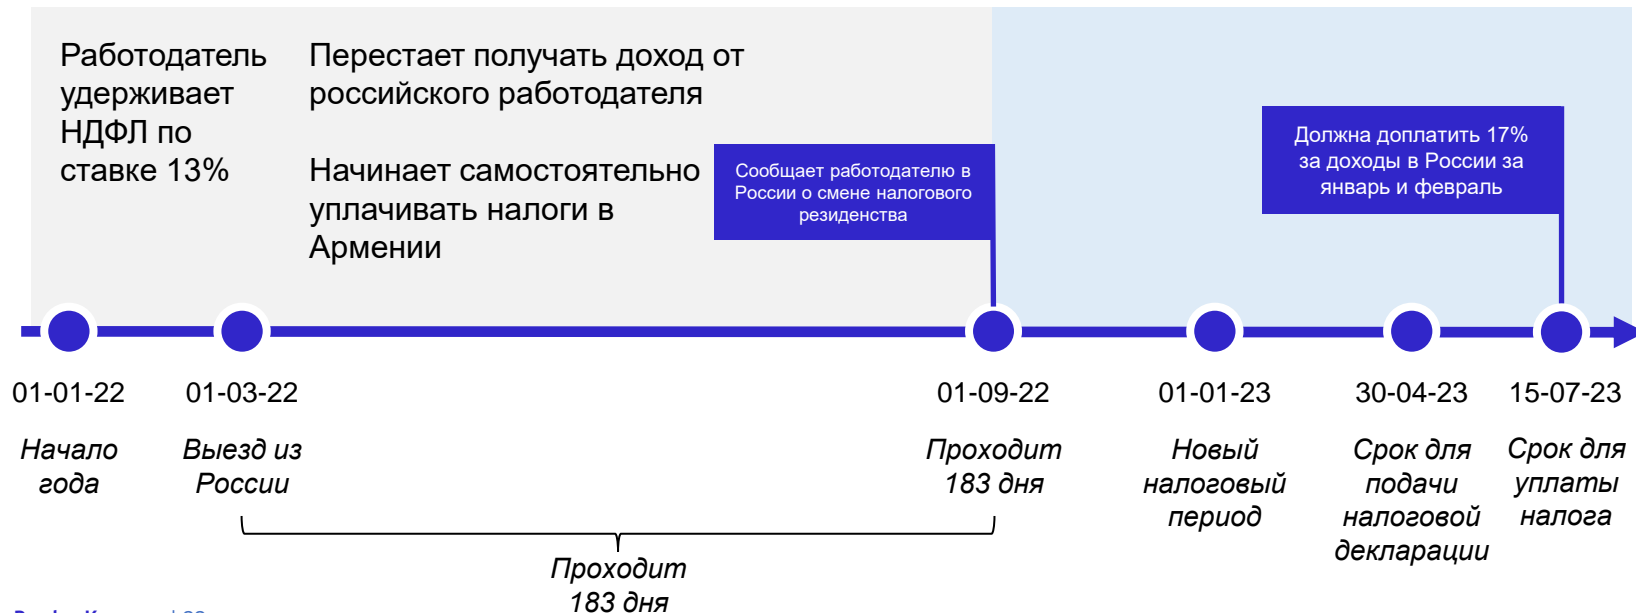 Работодатель
удерживает
НДФЛ по
ставке 13%
Перестает получать доход от
российского работодателя
Начинает самостоятельно
уплачивать налоги в
Армении
Сообщает работодателю в
России о смене налогового
резиденства
Должна доплатить 17%
за доходы в России за
январь и февраль
01-01-22
Начало
года
01-03-22
Выезд из
России
01-09-22
Проходит
183 дня
01-01-23
Новый
налоговый
период
30-04-23
Срок для
подачи
налоговой
декларации
15-07-23
Срок для
уплаты
налога
Проходит
183 дня